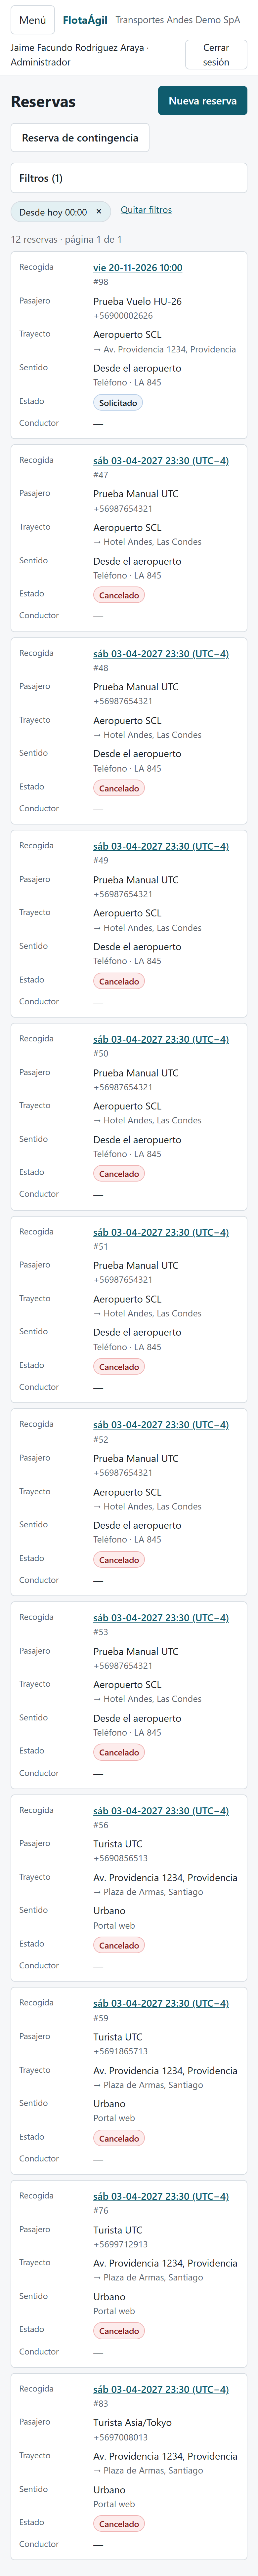 Menú FlotaÁgil Transportes Andes Demo SpA
Jaime Facundo Rodríguez Araya ·
Administrador
Cerrar
sesión
Reservas
Nueva reserva
Reserva de contingencia
Filtros (1)
Desde hoy 00:00 ×
Quitar filtros
12 reservas · página 1 de 1
Recogida vie 20-11-2026 10:00
#98
Pasajero Prueba Vuelo HU-26
+56900002626
Trayecto Aeropuerto SCL
→ Av. Providencia 1234, Providencia
Sentido Desde el aeropuerto
Teléfono · LA 845
Estado Solicitado
Conductor —
Recogida sáb 03-04-2027 23:30 (UTC−4)
#47
Pasajero Prueba Manual UTC
+56987654321
Trayecto Aeropuerto SCL
→ Hotel Andes, Las Condes
Sentido Desde el aeropuerto
Teléfono · LA 845
Estado Cancelado
Conductor —
Recogida sáb 03-04-2027 23:30 (UTC−4)
#48
Pasajero Prueba Manual UTC
+56987654321
Trayecto Aeropuerto SCL
→ Hotel Andes, Las Condes
Sentido Desde el aeropuerto
Teléfono · LA 845
Estado Cancelado
Conductor —
Recogida sáb 03-04-2027 23:30 (UTC−4)
#49
Pasajero Prueba Manual UTC
+56987654321
Trayecto Aeropuerto SCL
→ Hotel Andes, Las Condes
Sentido Desde el aeropuerto
Teléfono · LA 845
Estado Cancelado
Conductor —
Recogida sáb 03-04-2027 23:30 (UTC−4)
#50
Pasajero Prueba Manual UTC
+56987654321
Trayecto Aeropuerto SCL
→ Hotel Andes, Las Condes
Sentido Desde el aeropuerto
Teléfono · LA 845
Estado Cancelado
Conductor —
Recogida sáb 03-04-2027 23:30 (UTC−4)
#51
Pasajero Prueba Manual UTC
+56987654321
Trayecto Aeropuerto SCL
→ Hotel Andes, Las Condes
Sentido Desde el aeropuerto
Teléfono · LA 845
Estado Cancelado
Conductor —
Recogida sáb 03-04-2027 23:30 (UTC−4)
#52
Pasajero Prueba Manual UTC
+56987654321
Trayecto Aeropuerto SCL
→ Hotel Andes, Las Condes
Sentido Desde el aeropuerto
Teléfono · LA 845
Estado Cancelado
Conductor —
Recogida sáb 03-04-2027 23:30 (UTC−4)
#53
Pasajero Prueba Manual UTC
+56987654321
Trayecto Aeropuerto SCL
→ Hotel Andes, Las Condes
Sentido Desde el aeropuerto
Teléfono · LA 845
Estado Cancelado
Conductor —
Recogida sáb 03-04-2027 23:30 (UTC−4)
#56
Pasajero Turista UTC
+5690856513
Trayecto Av. Providencia 1234, Providencia
→ Plaza de Armas, Santiago
Sentido Urbano
Portal web
Estado Cancelado
Conductor —
Recogida sáb 03-04-2027 23:30 (UTC−4)
#59
Pasajero Turista UTC
+5691865713
Trayecto Av. Providencia 1234, Providencia
→ Plaza de Armas, Santiago
Sentido Urbano
Portal web
Estado Cancelado
Conductor —
Recogida sáb 03-04-2027 23:30 (UTC−4)
#76
Pasajero Turista UTC
+5699712913
Trayecto Av. Providencia 1234, Providencia
→ Plaza de Armas, Santiago
Sentido Urbano
Portal web
Estado Cancelado
Conductor —
Recogida sáb 03-04-2027 23:30 (UTC−4)
#83
Pasajero Turista Asia/Tokyo
+5697008013
Trayecto Av. Providencia 1234, Providencia
→ Plaza de Armas, Santiago
Sentido Urbano
Portal web
Estado Cancelado
Conductor —